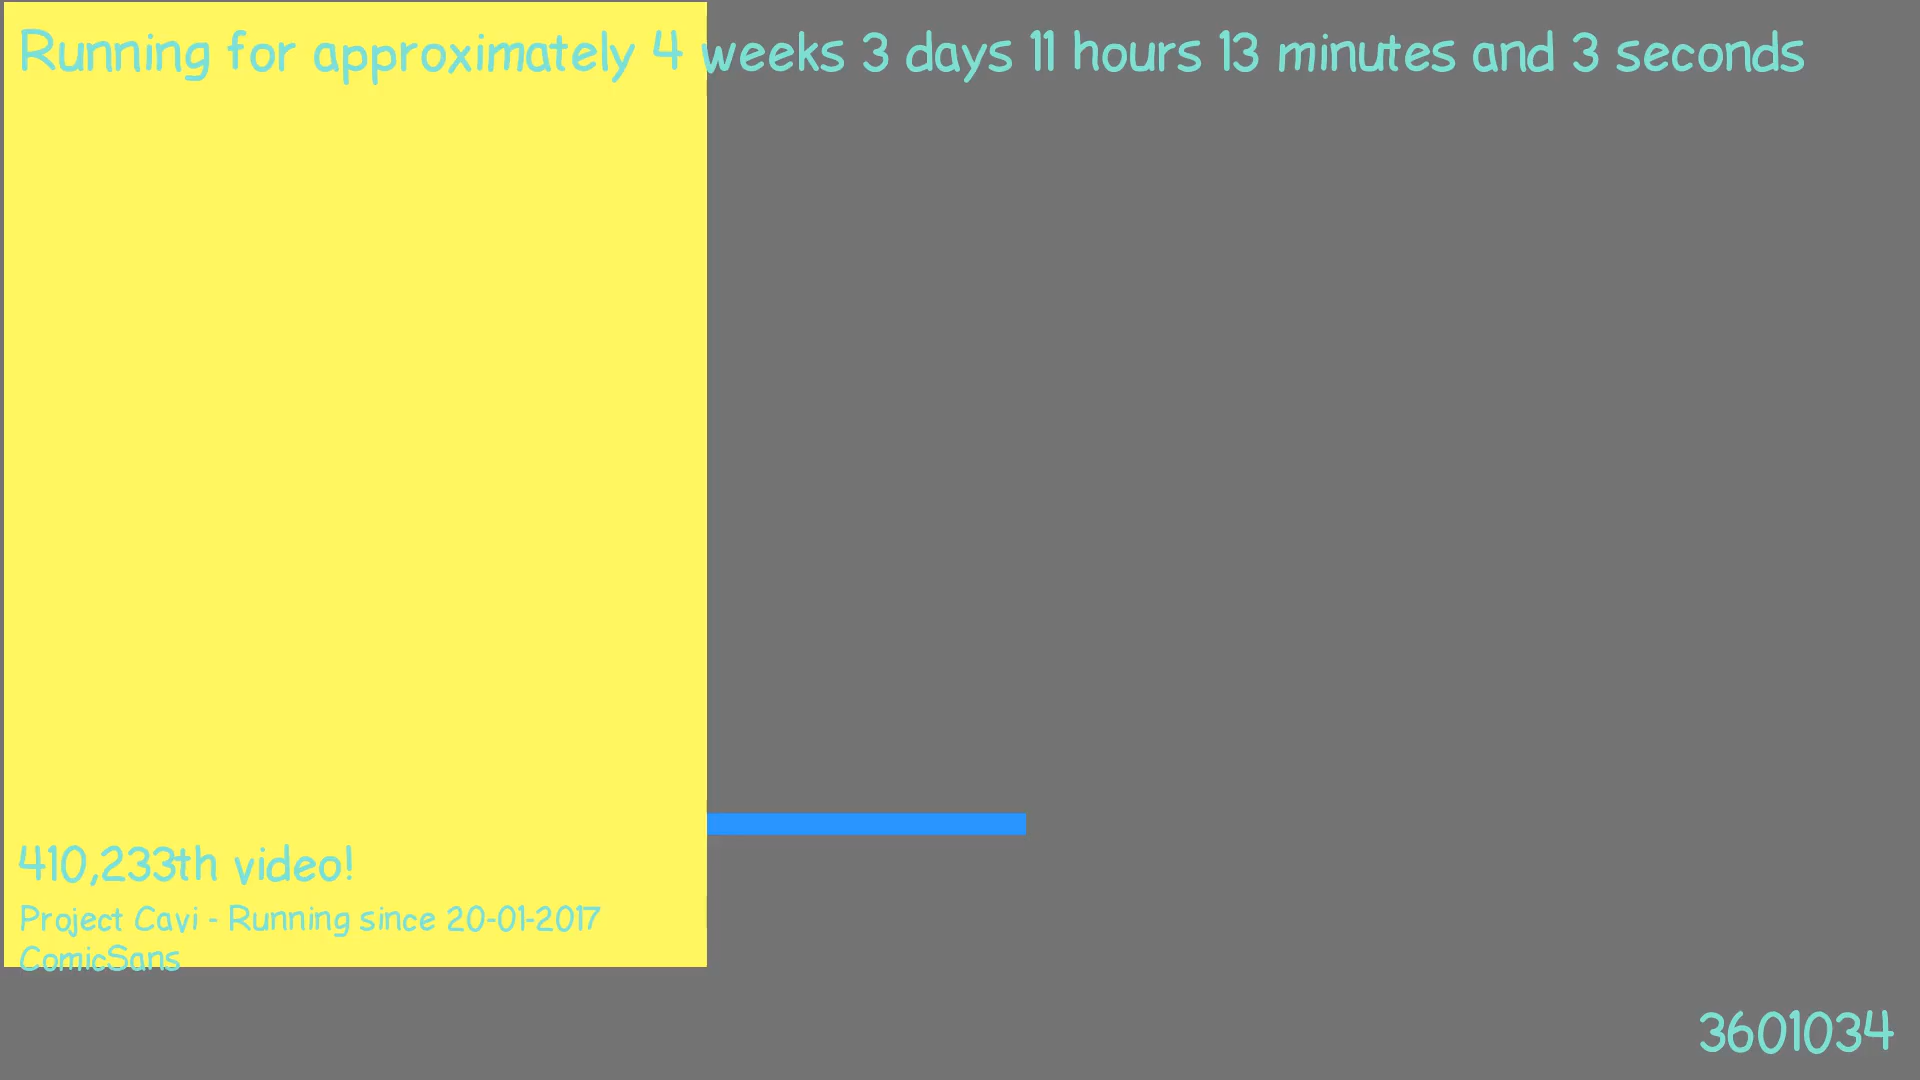 Running for approximately 4 weeks 3 days 11 hours 13 minutes and 3 seconds
410,233th video!
Project Cavi - Running since 20-01-2017
ComicSans
3601034